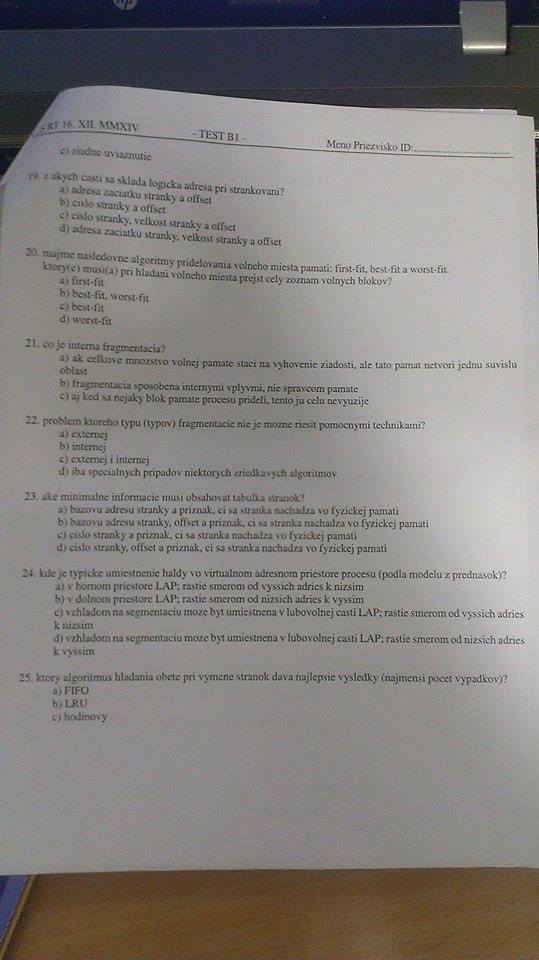 hp
RT 16. XII. MMXIV
- TEST B1 -
Meno Priezvisko ID:..............................
c) ziadne uviaznutie
19. z akych casti sa sklada logicka adresa pri strankovani?
a) adresa zaciatku stranky a offset
b) cislo stranky a offset
c) cislo stranky, velkost stranky a offset
d) adresa zaciatku stranky, velkost stranky a offset
20. majme nasledovne algoritmy pridelovania volneho miesta pamati: first-fit, best-fit a worst-fit.
ktory(e) musi(a) pri hladani volneho miesta prejst cely zoznam volnych blokov?
a) first-fit
b) best-fit, worst-fit
c) best-fit
d) worst-fit
21. co je interna fragmentacia?
a) ak celkove mnozstvo volnej pamate staci na vyhovenie ziadosti, ale tato pamat netvori jednu suvislu
oblast
b) fragmentacia sposobena internymi vplyvmi, nie spravcom pamate
c) aj ked sa nejaky blok pamate procesu prideli, tento ju celu nevyuzije
22. problem ktoreho typu (typov) fragmentacie nie je mozne riesit pomocnymi technikami?
a) externej
b) internej
c) externej i internej
d) iba specialnych pripadov niektorych zriedkavych algoritmov
23. ake minimalne informacie musi obsahovat tabulka stranok?
a) bazovu adresu stranky a priznak, ci sa stranka nachadza vo fyzickej pamati
b) bazovu adresu stranky, offset a priznak, ci sa stranka nachadza vo fyzickej pamati
c) cislo stranky a priznak, ci sa stranka nachadza vo fyzickej pamati
d) cislo stranky, offset a priznak, ci sa stranka nachadza vo fyzickej pamati
24. kde je typicke umiestnenie haldy vo virtualnom adresnom priestore procesu (podla modelu z prednasok)?
a) v hornom priestore LAP; rastie smerom od vyssich adries k nizsim
b) v dolnom priestore LAP; rastie smerom od nizsich adries k vyssim
c) vzhladom na segmentaciu moze byt umiestnena v lubovolnej casti LAP; rastie smerom od vyssich adries
k nizsim
d) vzhladom na segmentaciu moze byt umiestnena v lubovolnej casti LAP; rastie smerom od nizsich adries
k vyssim
25. ktory algoritmus hladania obete pri vymene stranok dava najlepsie vysledky (najmensi pocet vypadkov)?
a) FIFO
b) LRU
c) hodinovy